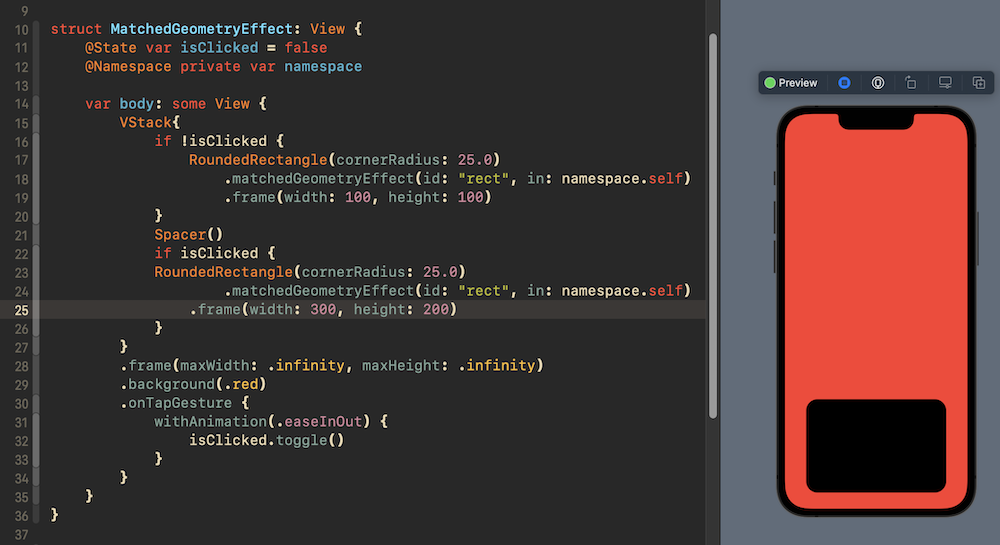 9
10 struct MatchedGeometryEffect: View {
11 @State var isClicked = false
12 @Namespace private var namespace
13
14 var body: some View {
15 VStack{
16 if !isClicked {
17 RoundedRectangle(cornerRadius: 25.0)
18 .matchedGeometryEffect(id: "rect", in: namespace.self)
19 .frame(width: 100, height: 100)
20 }
21 Spacer()
22 if isClicked {
23 RoundedRectangle(cornerRadius: 25.0)
24 .matchedGeometryEffect(id: "rect", in: namespace.self)
25 .frame(width: 300, height: 200)
26 }
27 }
28 .frame(maxWidth: .infinity, maxHeight: .infinity)
29 .background(.red)
30 .onTapGesture {
31 withAnimation(.easeInOut) {
32 isClicked.toggle()
33 }
34 }
35 }
36 }
37
Preview